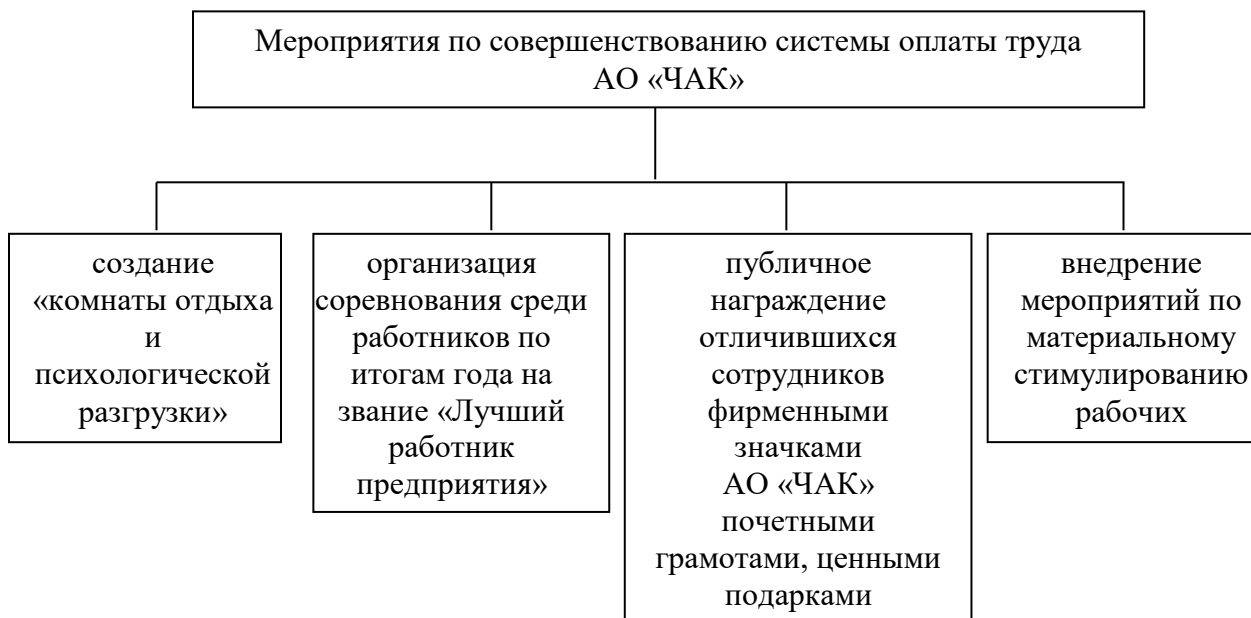 Мероприятия по совершенствованию системы оплаты труда
АО «ЧАК»
создание
«комнаты отдыха
и
психологической
разгрузки»
организация
соревнования среди
работников по
итогам года на
звание «Лучший
работник
предприятия»
публичное
награждение
отличившихся
сотрудников
фирменными
значками
АО «ЧАК»
почетными
грамотами, ценными
подарками
внедрение
мероприятий по
материальному
стимулированию
рабочих